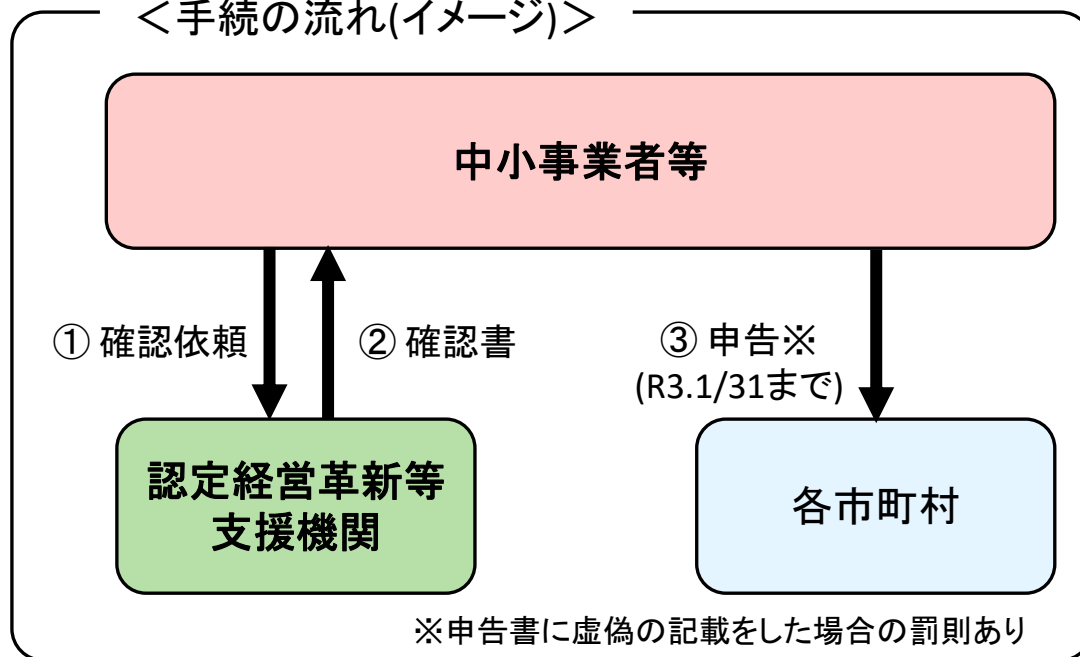 ＜手続の流れ(イメージ)＞
中小事業者等
① 確認依頼
② 確認書
③ 申告※
(R3.1/31まで)
認定経営革新等
支援機関
各市町村
※申告書に虚偽の記載をした場合の罰則あり